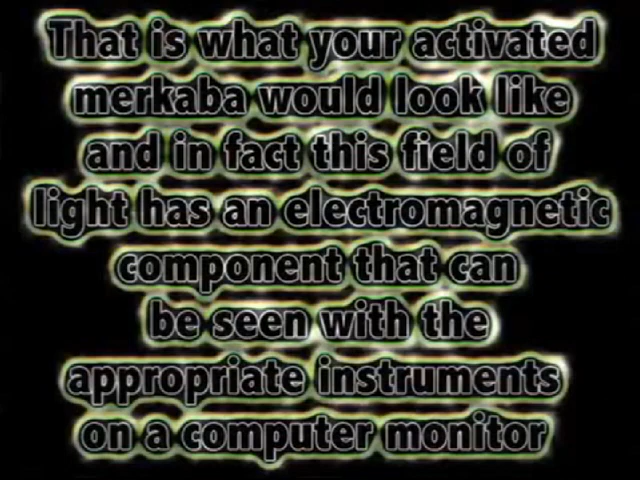 That is what your activated
merkaba would look like
and in fact this field of
light has an electromagnetic
component that can
be seen with the
appropriate instruments
on a computer monitor